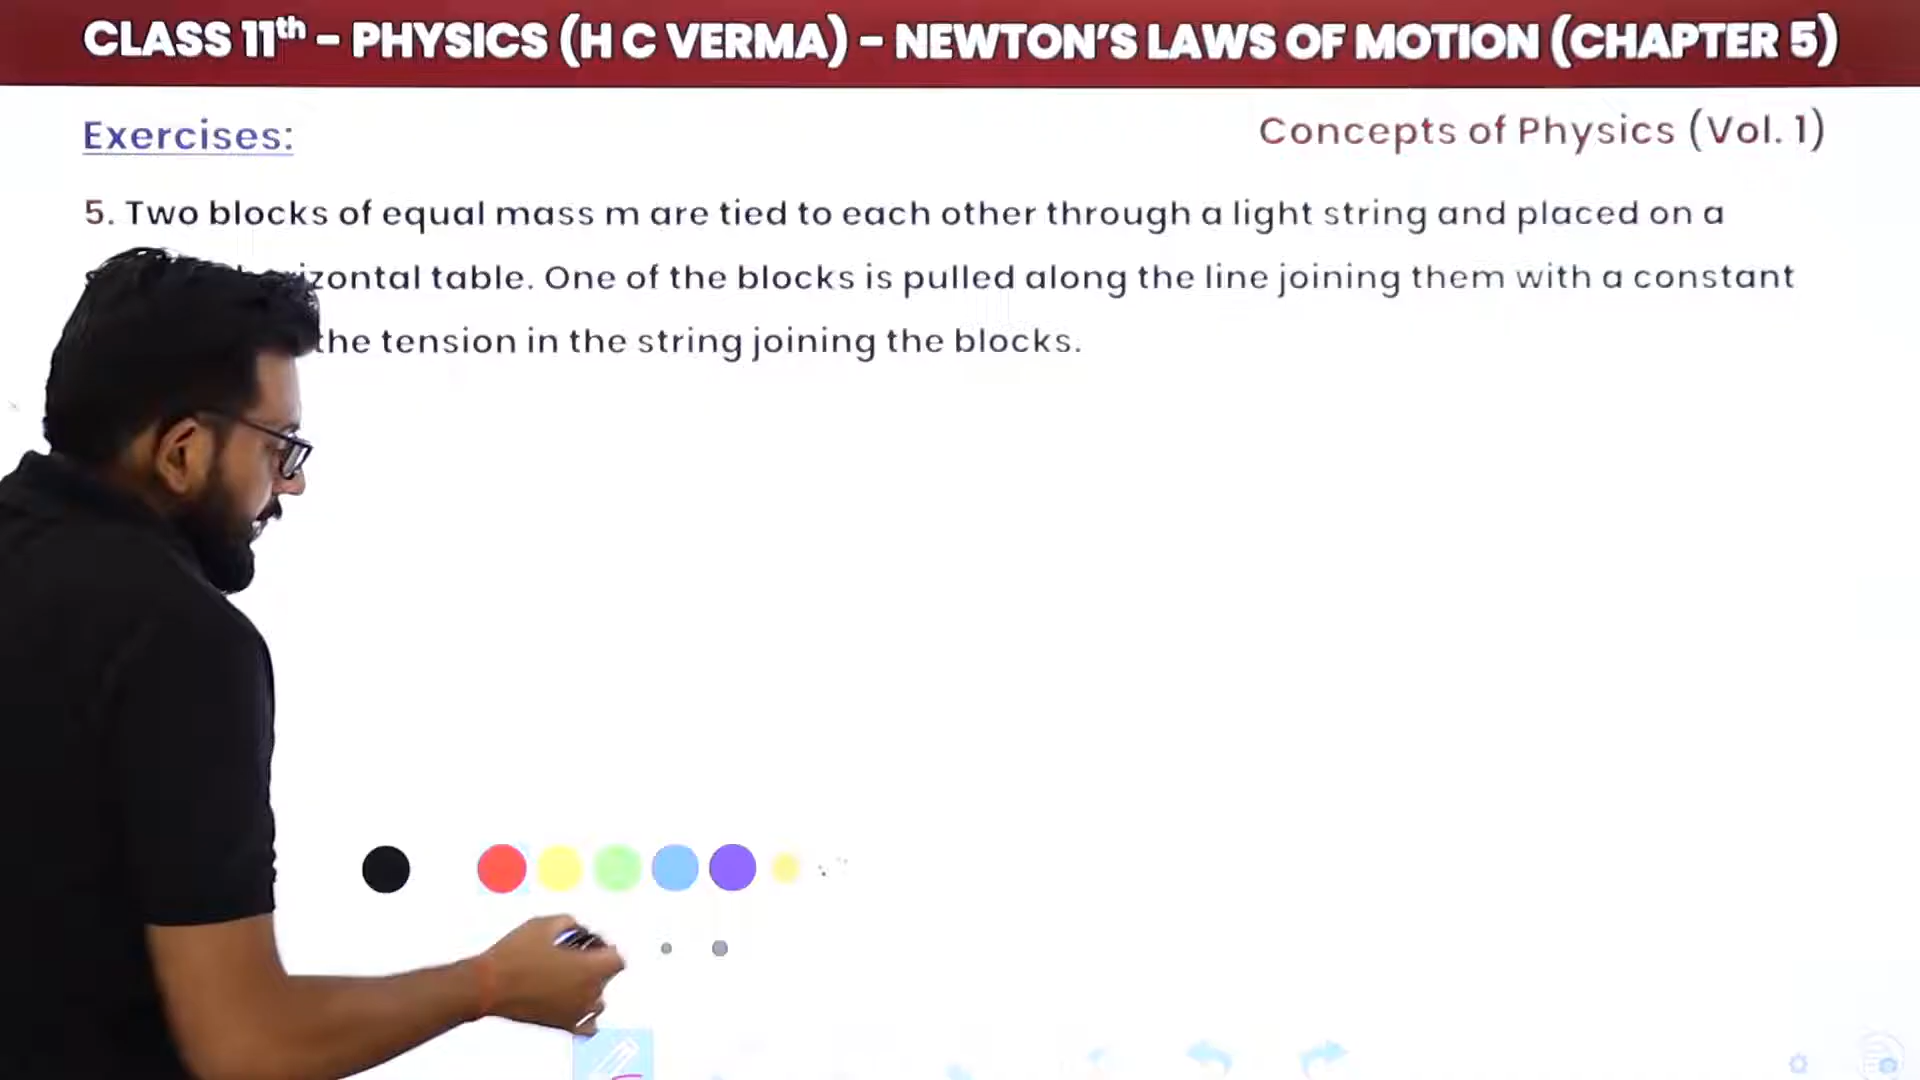 CLASS 11th - PHYSICS (H C VERMA) - NEWTON'S LAWS OF MOTION (CHAPTER 5)
Exercises:
Concepts of Physics (Vol. 1)
5. Two blocks of equal mass m are tied to each other through a light string and placed on a
table. One of the blocks is pulled along the line joining them with a constant
the tension in the string joining the blocks.